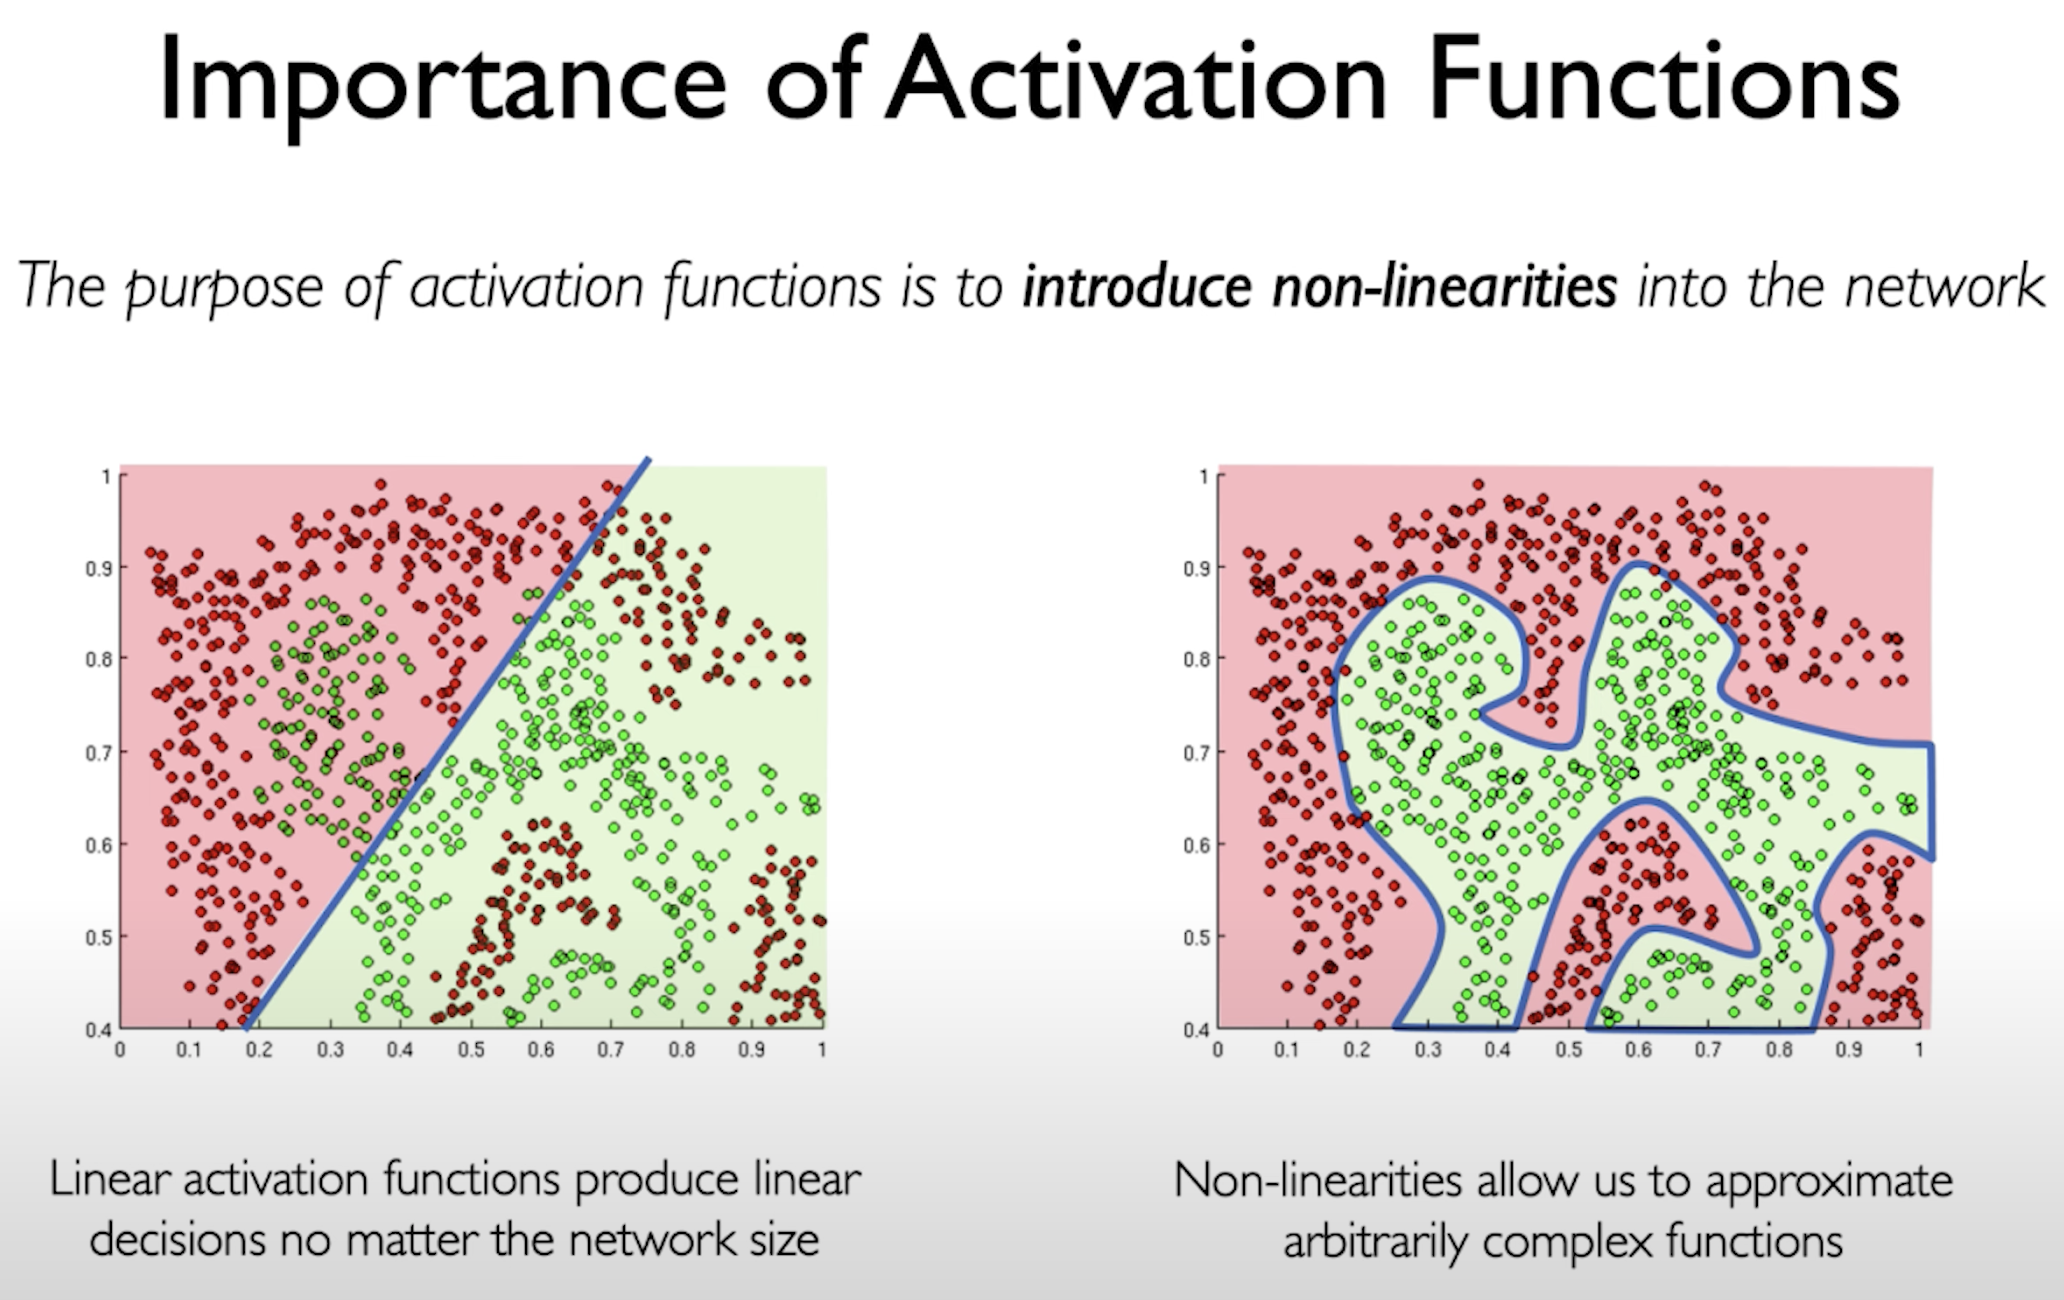 Importance of Activation Functions
The purpose of activation functions is to introduce non-linearities into the network
1
0.9
0.8
0.7
0.6
0.5
0.4
0 0.1 0.2 0.3 0.4 0.5 0.6 0.7 0.8 0.9 1
1
0.9
0.8
0.7
0.6
0.5
0.4
0 0.1 0.2 0.3 0.4 0.5 0.6 0.7 0.8 0.9 1
Linear activation functions produce linear
decisions no matter the network size
Non-linearities allow us to approximate
arbitrarily complex functions